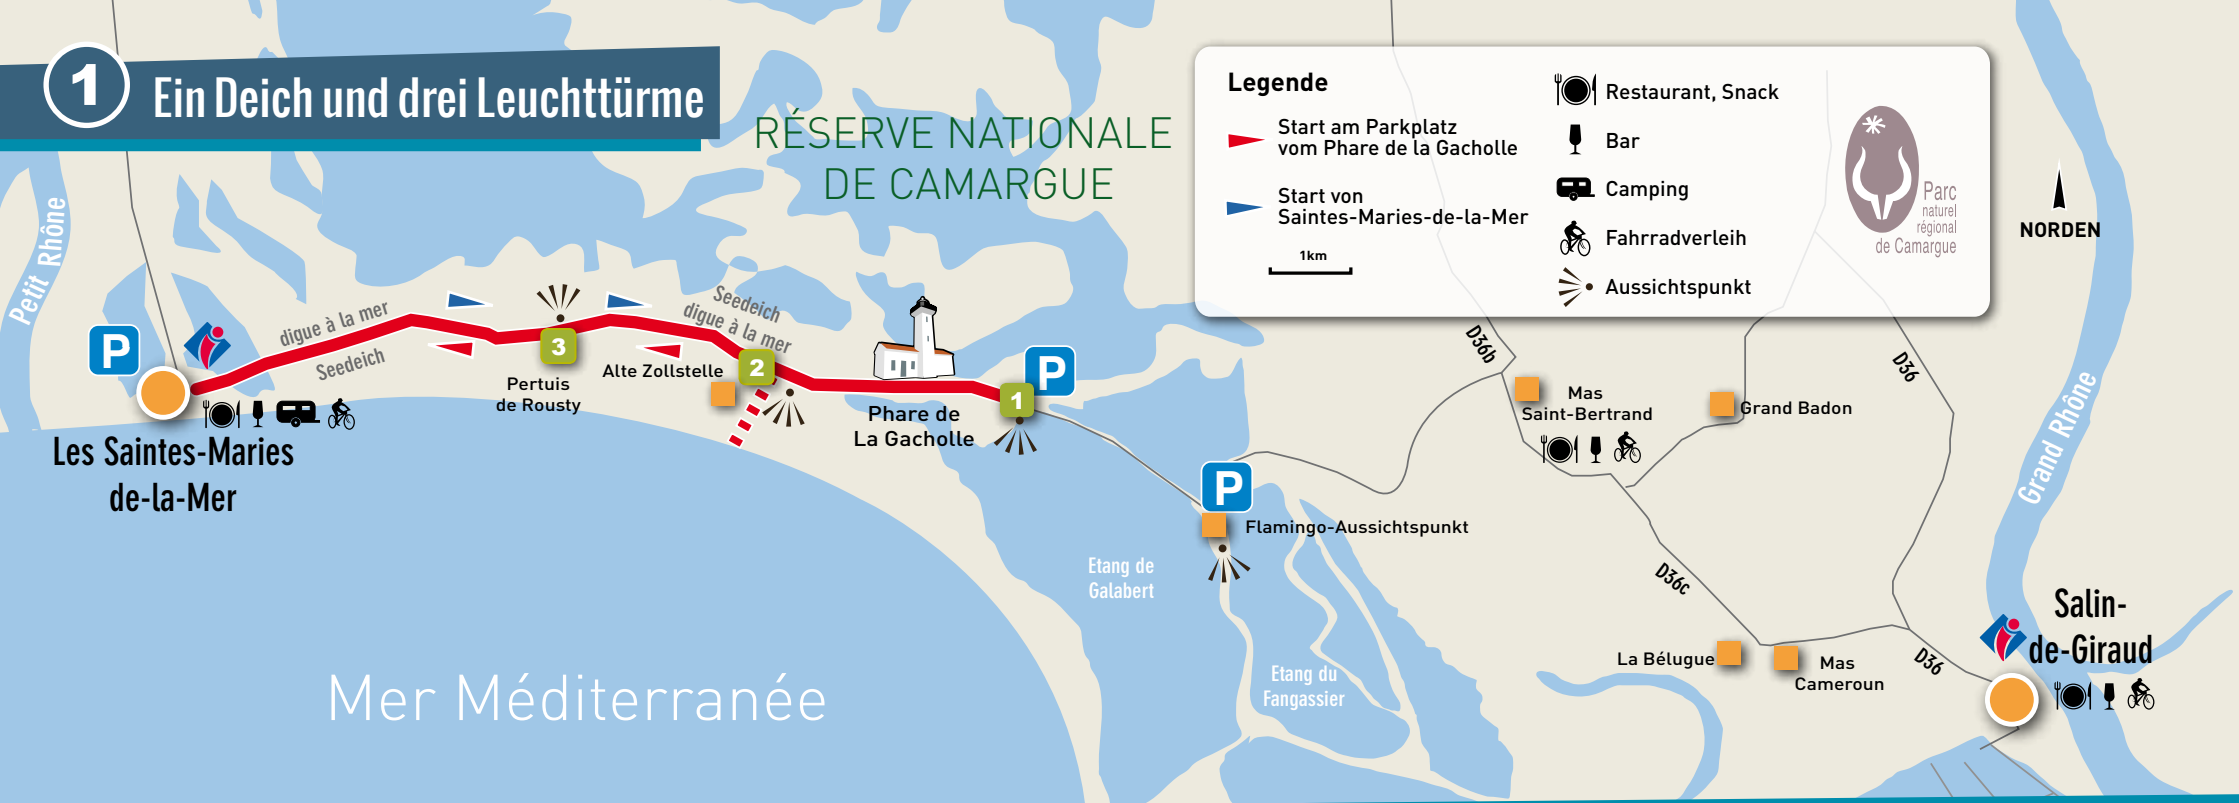 1
Ein Deich und drei Leuchttürme
RÉSERVE NATIONALE
DE CAMARGUE
Legende
Start am Parkplatz
vom Phare de la Gacholle
Start von
Saintes-Maries-de-la-Mer
1km
Restaurant, Snack
Bar
Camping
Fahrradverleih
Aussichtspunkt
Parc
naturel
régional
de Camargue
NORDEN
Petit Rhône
P
digue à la mer
Seedeich
3
Pertuis
de Rousty
Seedeich
digue à la mer
Alte Zollstelle
2
Phare de
La Gacholle
1
P
Les Saintes-Maries
de-la-Mer
D36b
Mas
Saint-Bertrand
Grand Badon
D36
Grand Rhône
P
Flamingo-Aussichtspunkt
Etang de
Galabert
D36c
Etang du
Fangassier
La Bélugue
Mas
Cameroun
D36
Salin-
de-Giraud
Mer Méditerranée